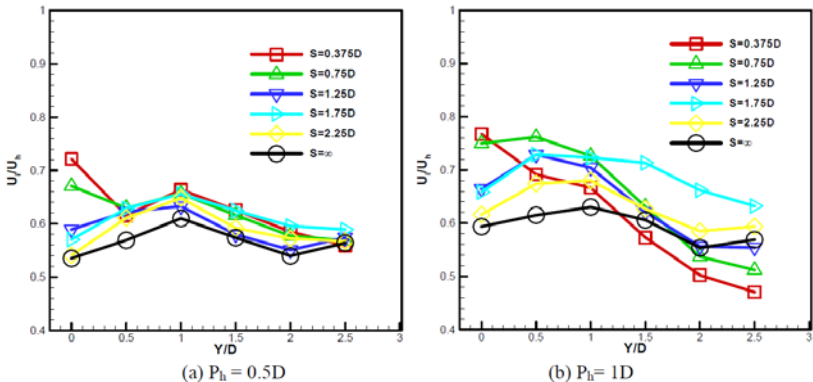 1
0.9
0.8
0.7
0.6
0.5
0.4
U_i/U_h
0 0.5 1 1.5 2 2.5 3
Y/D
S=0.375D
S=0.75D
S=1.25D
S=1.75D
S=2.25D
S=∞
(a) P_h = 0.5D
1
0.9
0.8
0.7
0.6
0.5
0.4
U_i/U_h
0 0.5 1 1.5 2 2.5 3
Y/D
S=0.375D
S=0.75D
S=1.25D
S=1.75D
S=2.25D
S=∞
(b) P_h= 1D